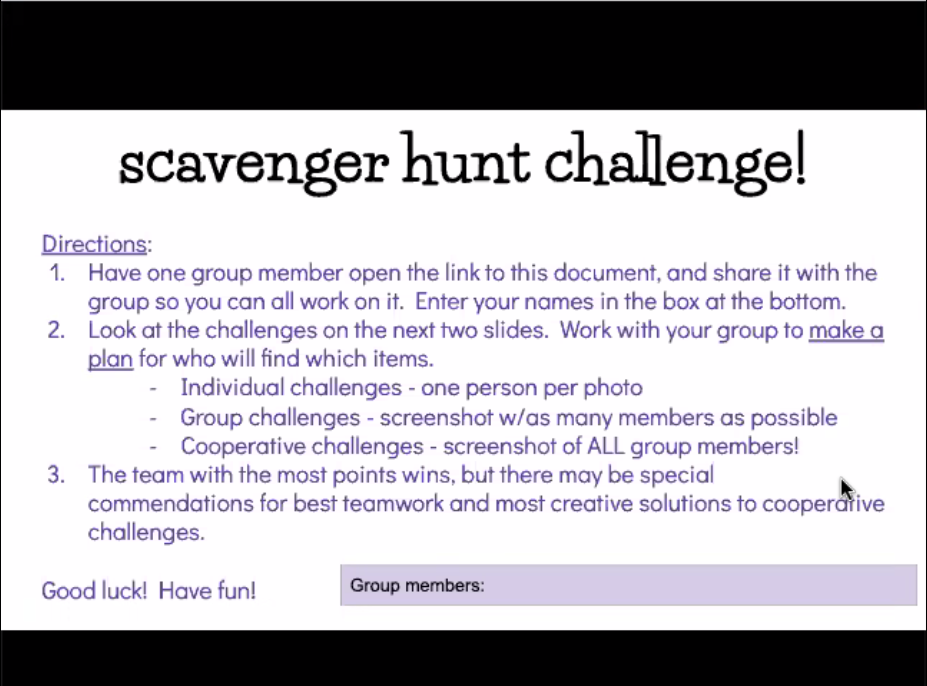 scavenger hunt challenge!
Directions:
1. Have one group member open the link to this document, and share it with the
group so you can all work on it.  Enter your names in the box at the bottom.
2. Look at the challenges on the next two slides.  Work with your group to make a
plan for who will find which items.
- Individual challenges - one person per photo
- Group challenges - screenshot w/as many members as possible
- Cooperative challenges - screenshot of ALL group members!
3. The team with the most points wins, but there may be special
commendations for best teamwork and most creative solutions to cooperative
challenges.
Good luck!  Have fun!
Group members: